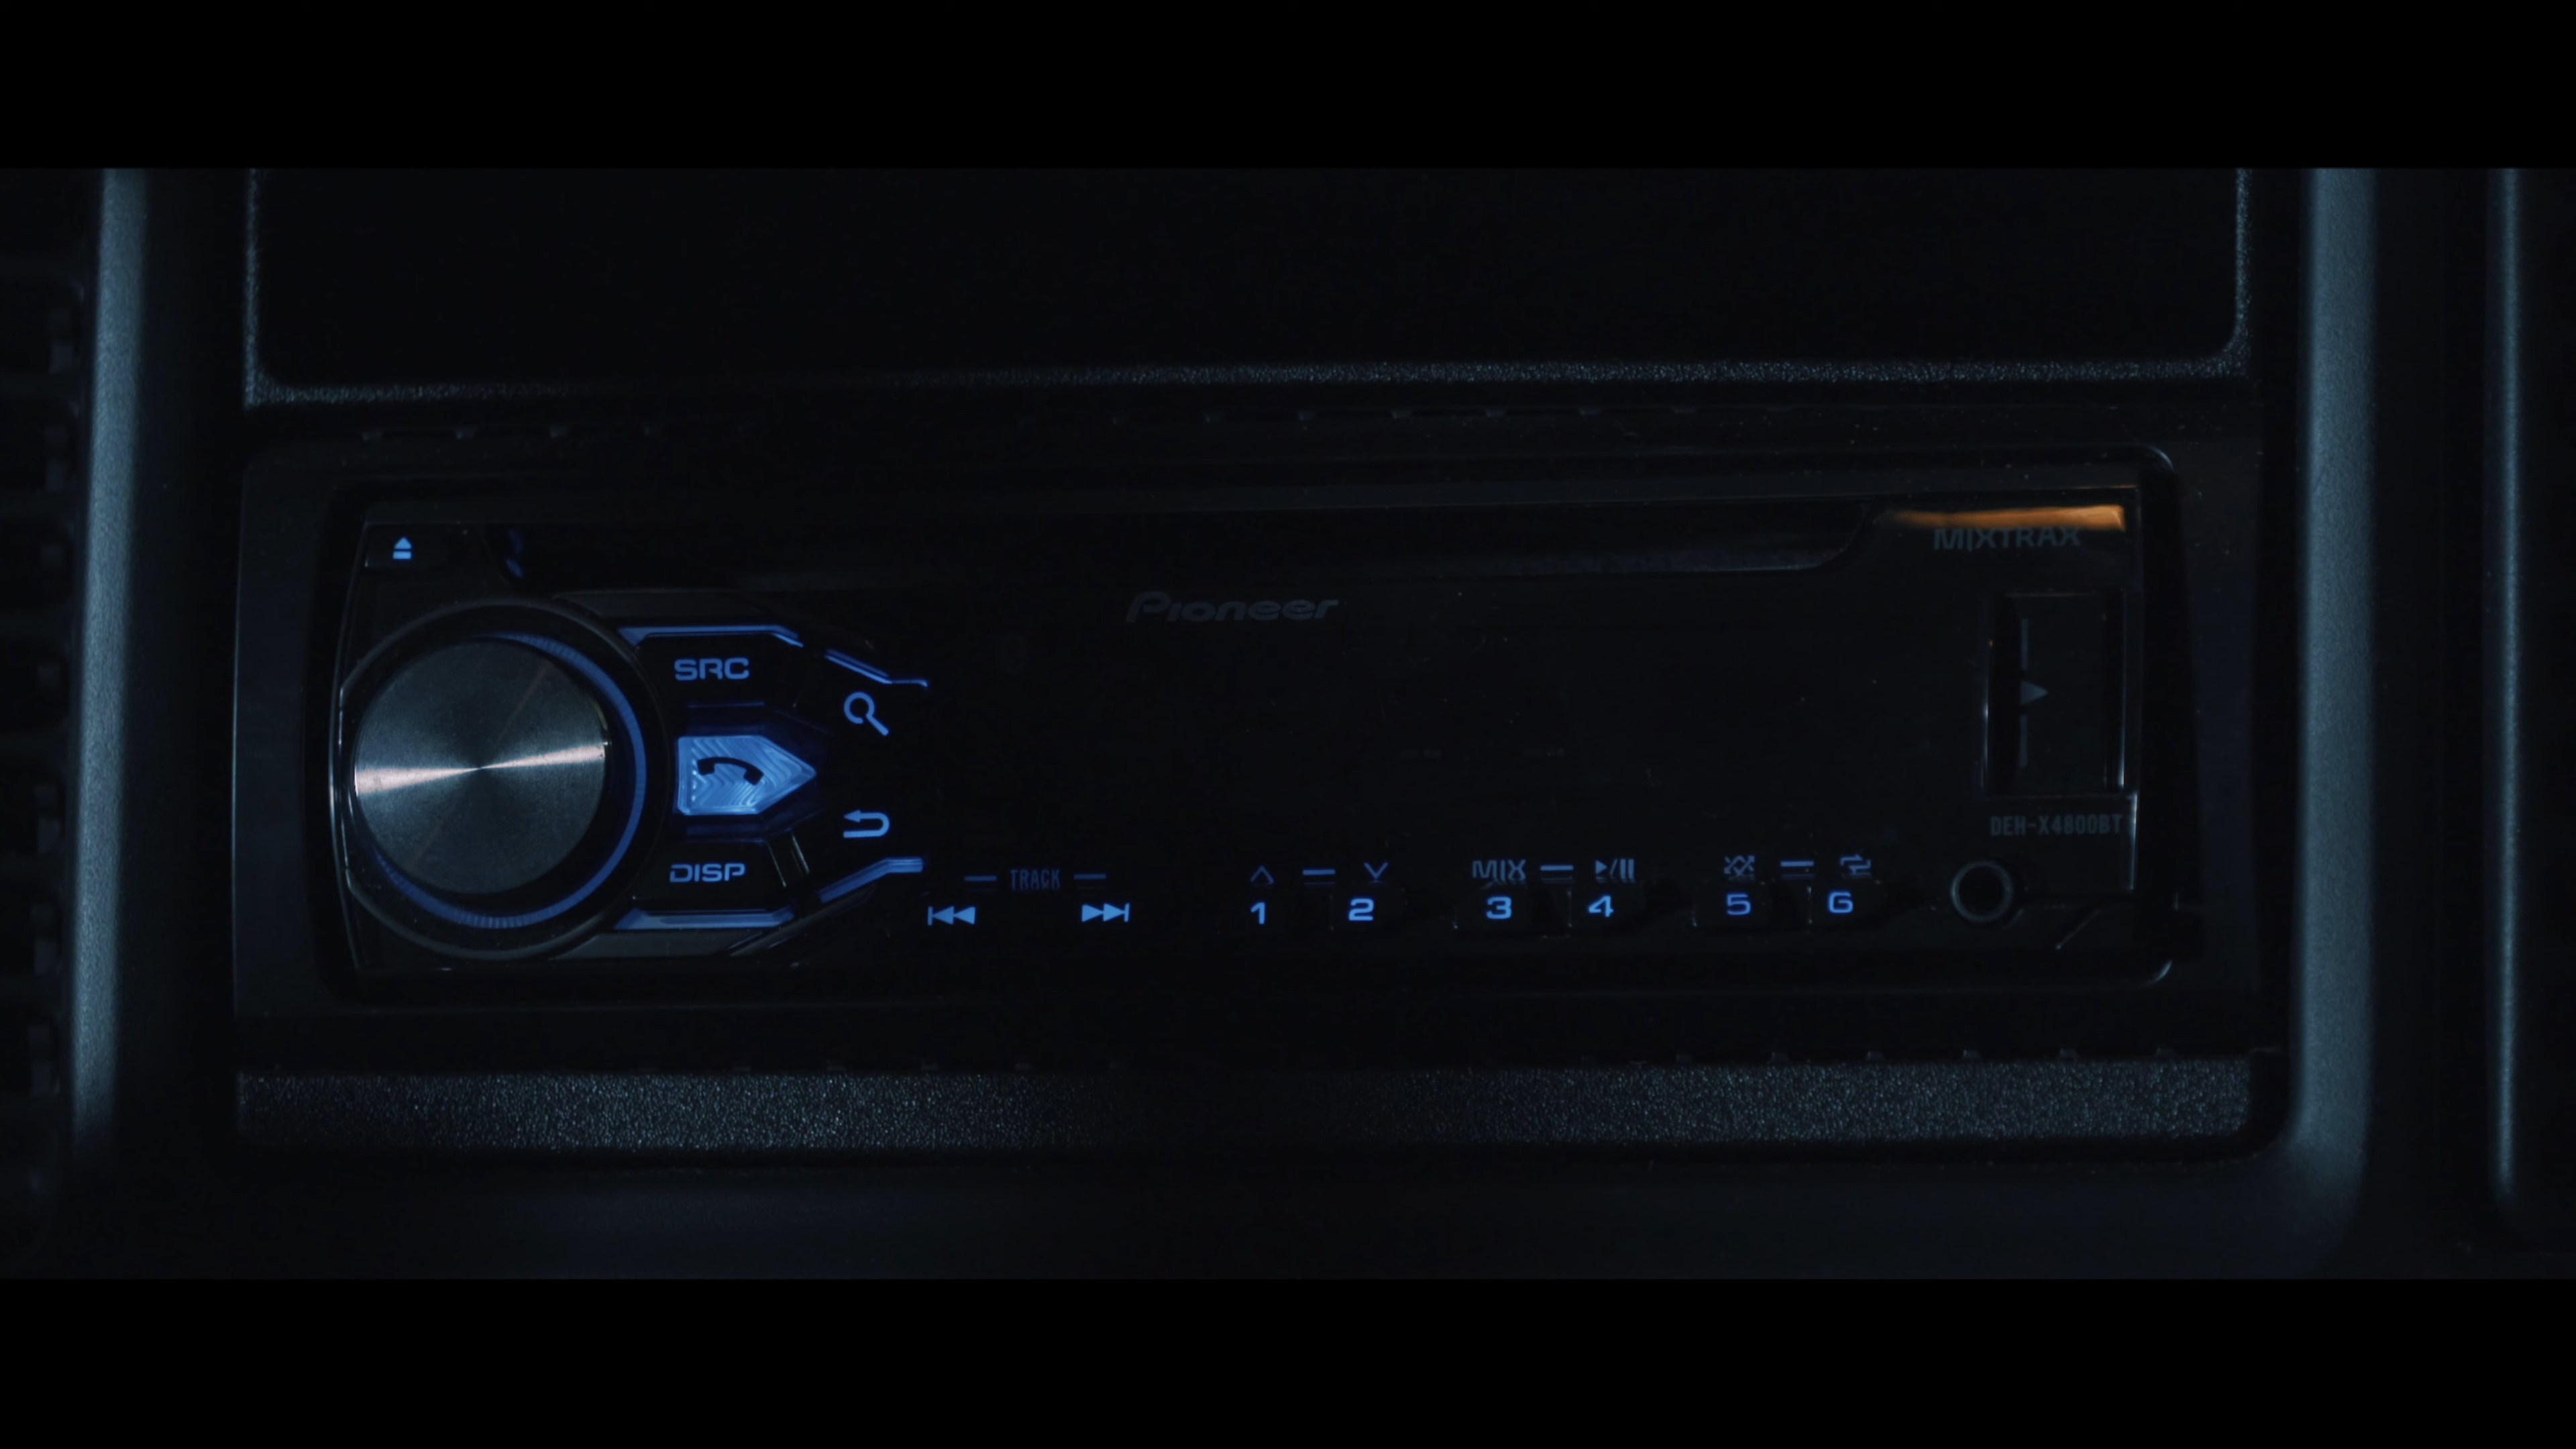 MIXTRAX
Pioneer
SRC
DEH-X4800BT
DISP
TRACK
MIX
1 2 3 4 5 6